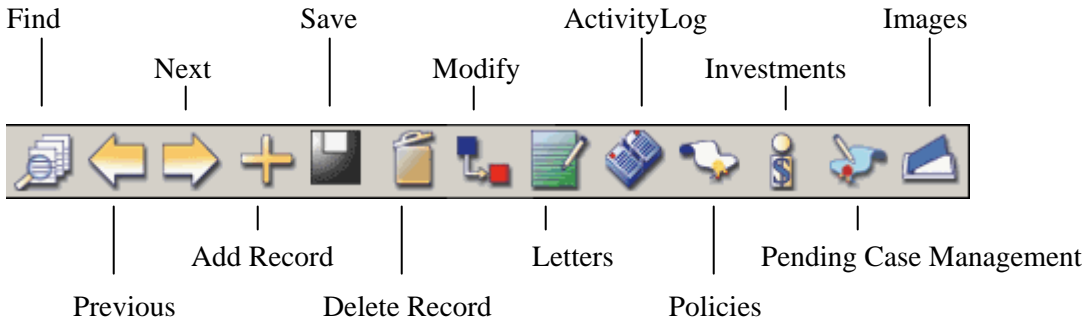 Find Save ActivityLog Images
Next Modify Investments
$
Add Record Letters Pending Case Management
Previous Delete Record Policies